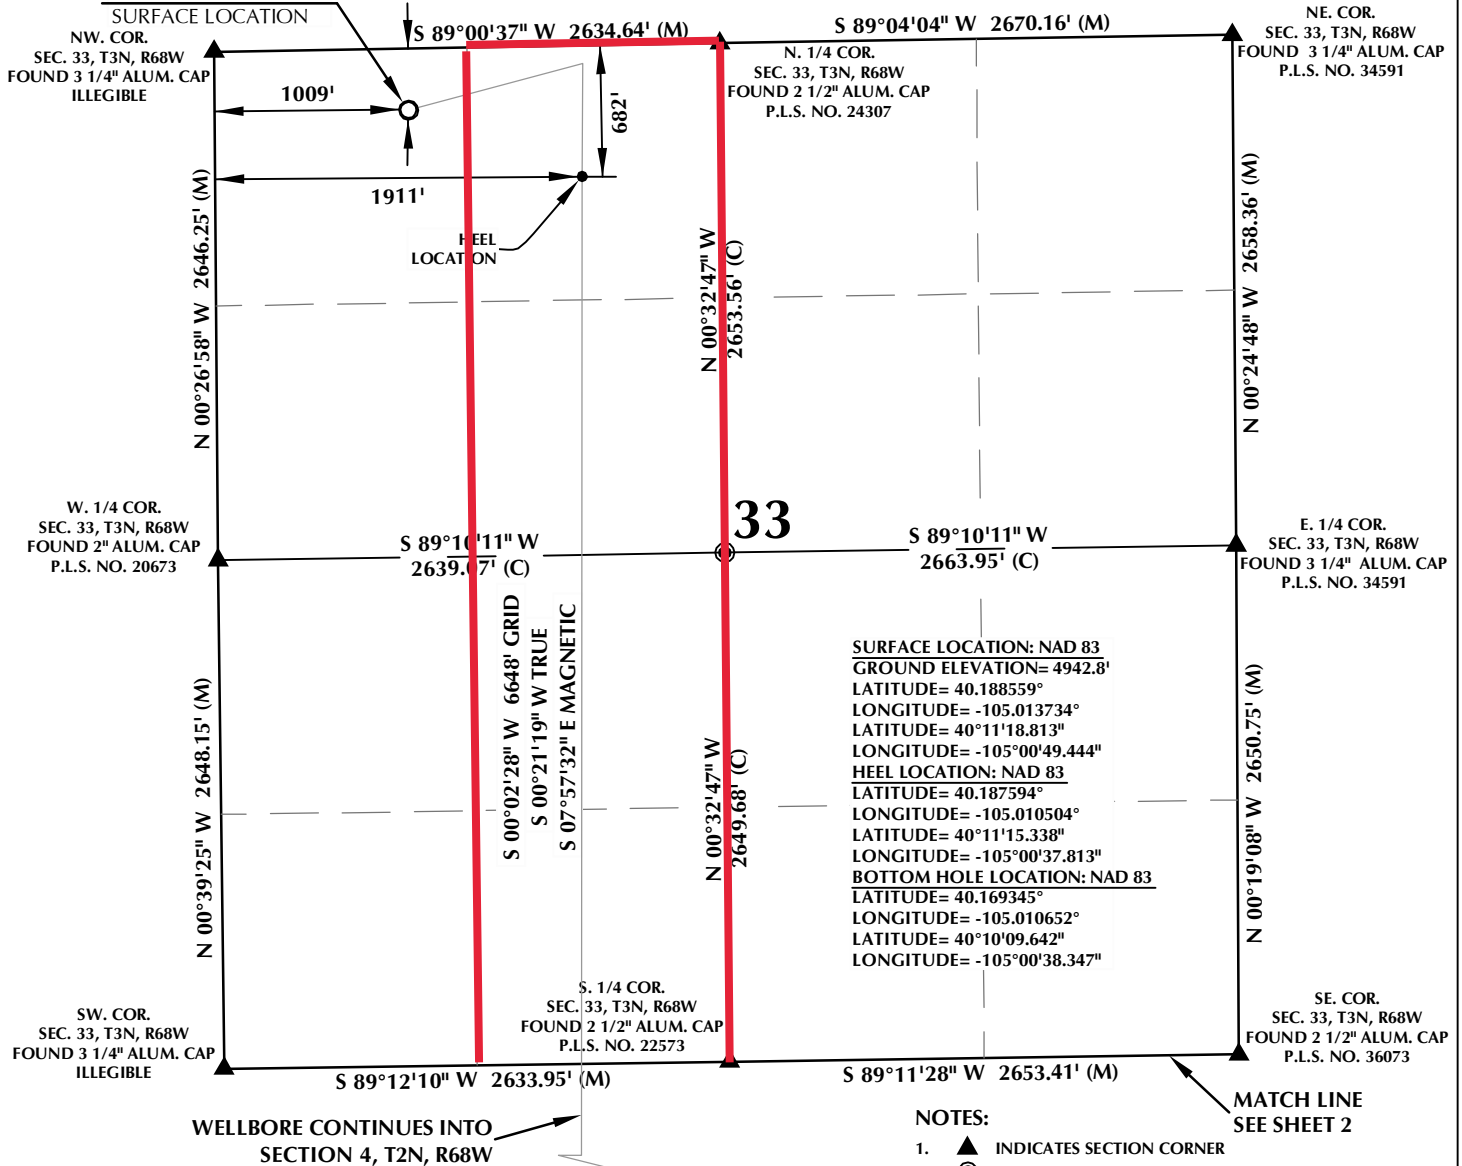 SURFACE LOCATION
NW. COR.
SEC. 33, T3N, R68W
FOUND 3 1/4" ALUM. CAP
ILLEGIBLE
S 89°00'37" W 2634.64' (M)
S 89°04'04" W 2670.16' (M)
NE. COR.
SEC. 33, T3N, R68W
FOUND 3 1/4" ALUM. CAP
P.L.S. NO. 34591
N. 1/4 COR.
SEC. 33, T3N, R68W
FOUND 2 1/2" ALUM. CAP
P.L.S. NO. 24307
1009'
682'
1911'
HEEL
LOCATION
N 00°26'58" W 2646.25' (M)
N 00°32'47" W
2653.56' (C)
N 00°24'48" W 2658.36' (M)
W. 1/4 COR.
SEC. 33, T3N, R68W
FOUND 2" ALUM. CAP
P.L.S. NO. 20673
S 89°10'11" W
2639.07' (C)
33
S 89°10'11" W
2663.95' (C)
E. 1/4 COR.
SEC. 33, T3N, R68W
FOUND 3 1/4" ALUM. CAP
P.L.S. NO. 34591
S 00°02'28" W 6648' GRID
S 00°21'19" W TRUE
S 07°57'32" E MAGNETIC
SURFACE LOCATION: NAD 83
GROUND ELEVATION= 4942.8'
LATITUDE= 40.188559°
LONGITUDE= -105.013734°
LATITUDE= 40°11'18.813"
LONGITUDE= -105°00'49.444"
HEEL LOCATION: NAD 83
LATITUDE= 40.187594°
LONGITUDE= -105.010504°
LATITUDE= 40°11'15.338"
LONGITUDE= -105°00'37.813"
BOTTOM HOLE LOCATION: NAD 83
LATITUDE= 40.169345°
LONGITUDE= -105.010652°
LATITUDE= 40°10'09.642"
LONGITUDE= -105°00'38.347"
N 00°39'25" W 2648.15' (M)
N 00°32'47" W
2649.68' (C)
N 00°19'08" W 2650.75' (M)
SW. COR.
SEC. 33, T3N, R68W
FOUND 3 1/4" ALUM. CAP
ILLEGIBLE
S. 1/4 COR.
SEC. 33, T3N, R68W
FOUND 2 1/2" ALUM. CAP
P.L.S. NO. 22573
SE. COR.
SEC. 33, T3N, R68W
FOUND 2 1/2" ALUM. CAP
P.L.S. NO. 36073
S 89°12'10" W 2633.95' (M)
S 89°11'28" W 2653.41' (M)
WELLBORE CONTINUES INTO
SECTION 4, T2N, R68W
MATCH LINE
SEE SHEET 2
NOTES:
1. INDICATES SECTION CORNER